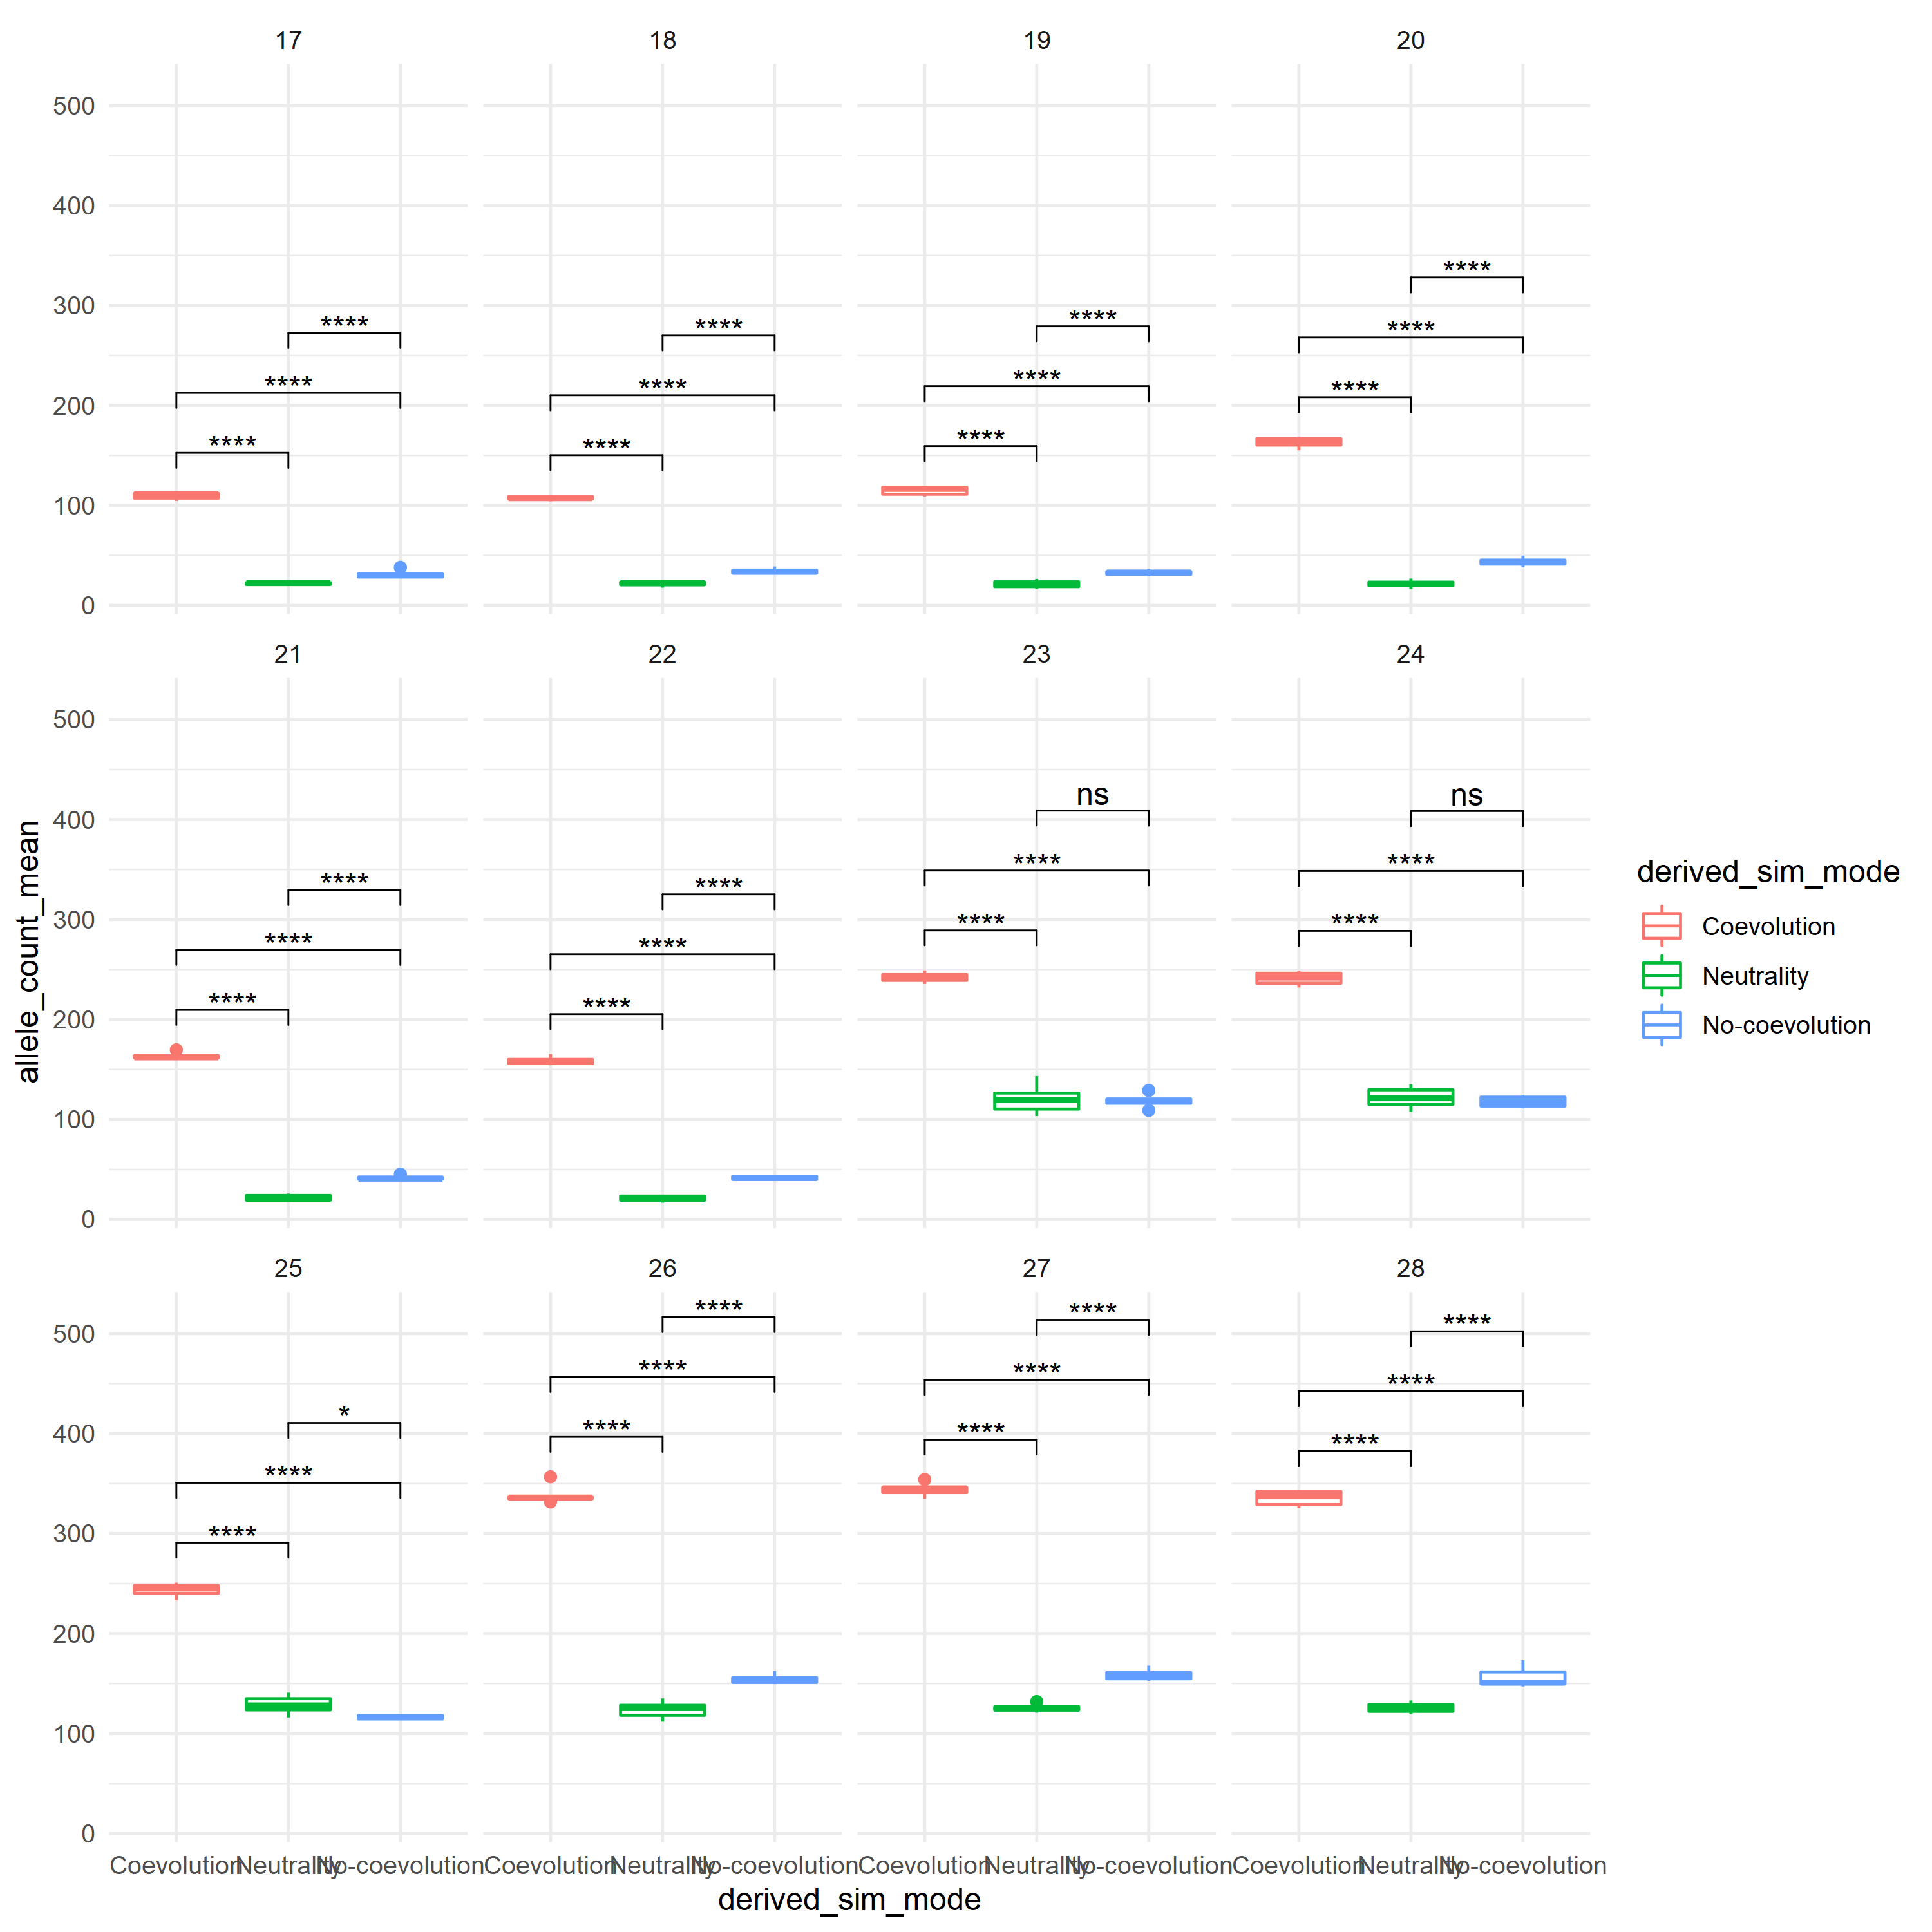 17 18 19 20
500
400
300
200
100
0
**** **** **** ****
**** **** **** ****
**** **** **** ****
21 22 23 24
500
400
300
200
100
0
**** **** ns ns
**** **** **** ****
**** **** **** ****
25 26 27 28
500
400
300
200
100
0
* **** **** ****
**** **** **** ****
**** **** **** ****
Coevolution Neutrality No-coevolution Coevolution Neutrality No-coevolution Coevolution Neutrality No-coevolution Coevolution Neutrality No-coevolution
derived_sim_mode
allele_count_mean
derived_sim_mode
Coevolution
Neutrality
No-coevolution